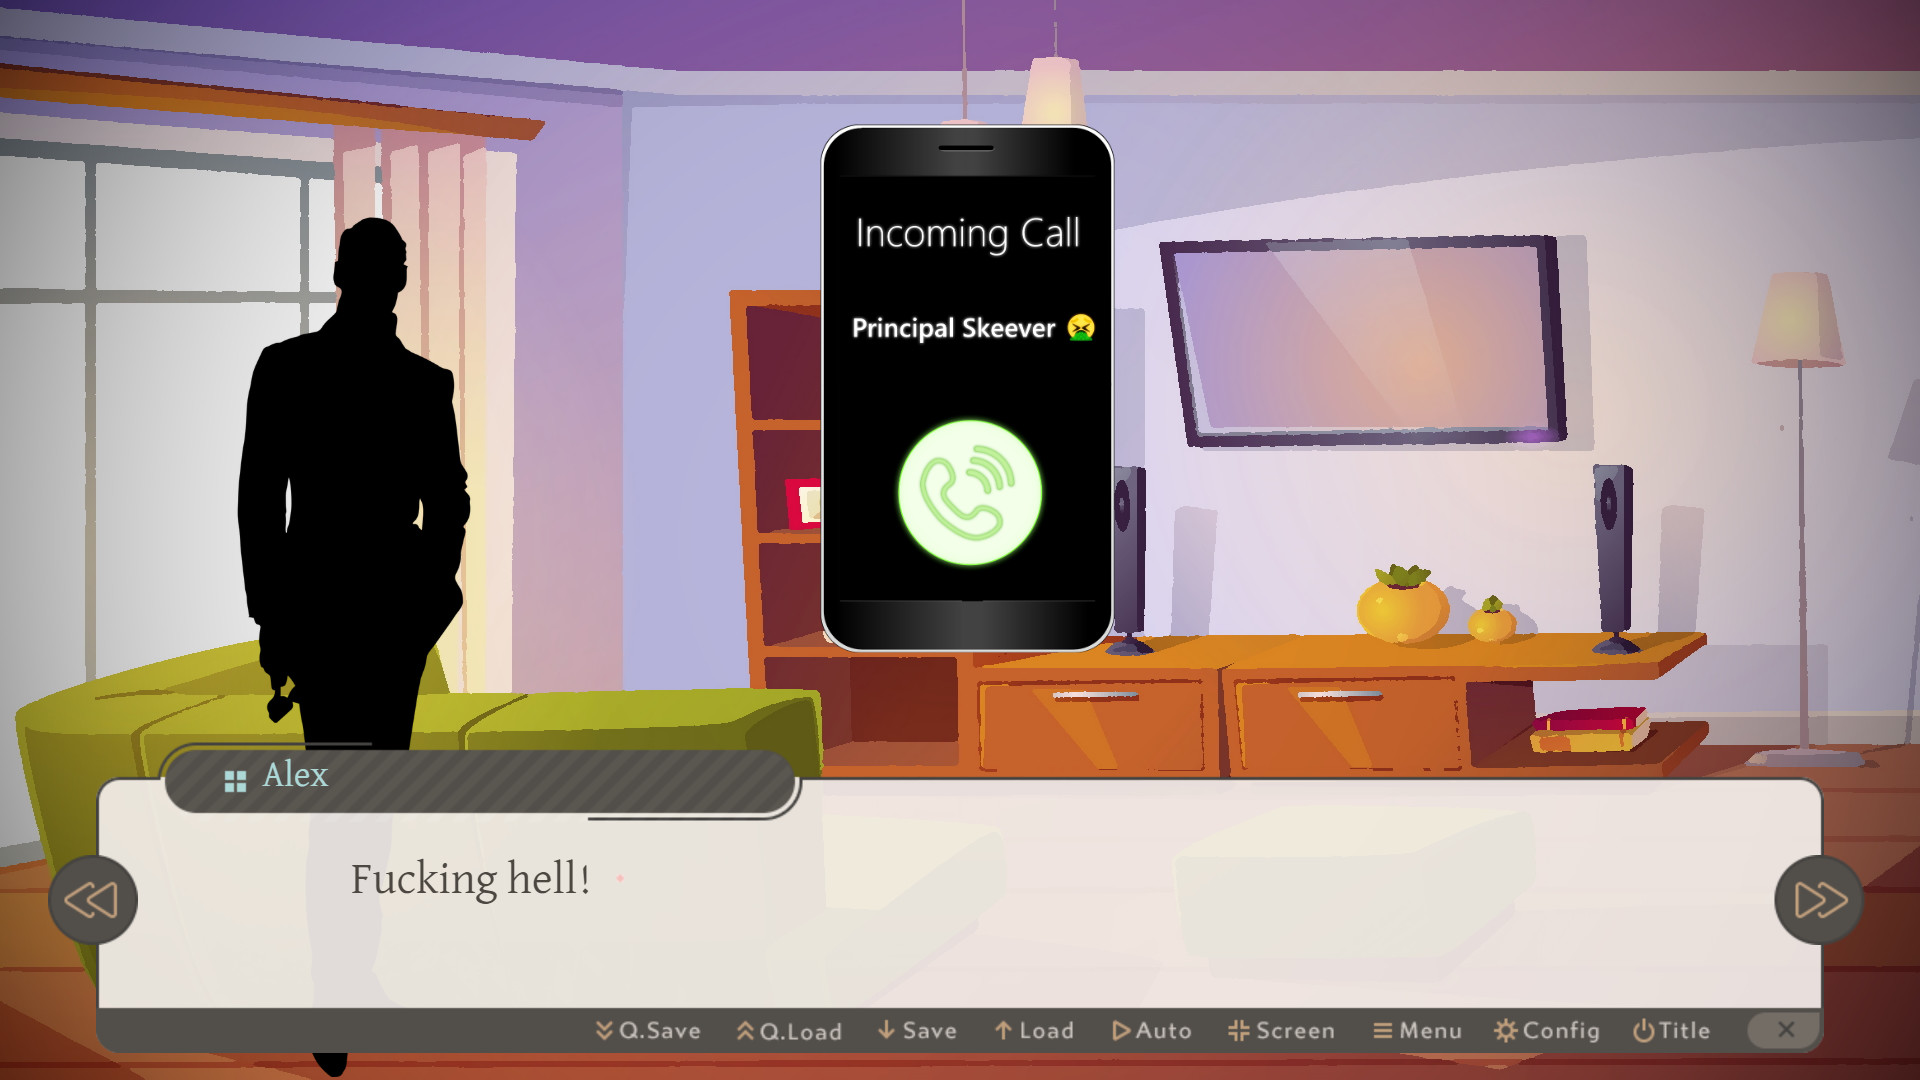 Incoming Call
Principal Skeever 🤮
Alex
Fucking hell!
Q.Save Q.Load Save Load Auto Screen Menu Config Title